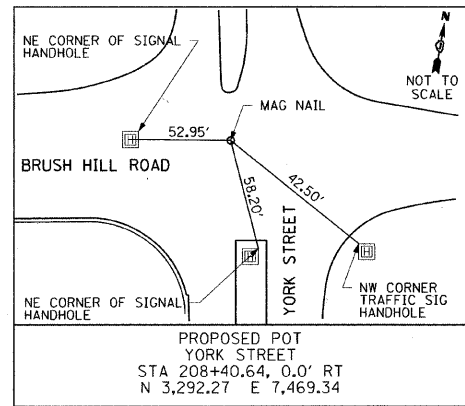 NE CORNER OF SIGNAL
HANDHOLE
N
NOT TO
SCALE
MAG NAIL
52.95'
H
BRUSH HILL ROAD
58.20'
42.50'
YORK STREET
H
H
NE CORNER OF SIGNAL
HANDHOLE
NW CORNER
TRAFFIC SIG
HANDHOLE
PROPOSED POT
YORK STREET
STA 208+40.64, 0.0' RT
N 3,292.27 E 7,469.34